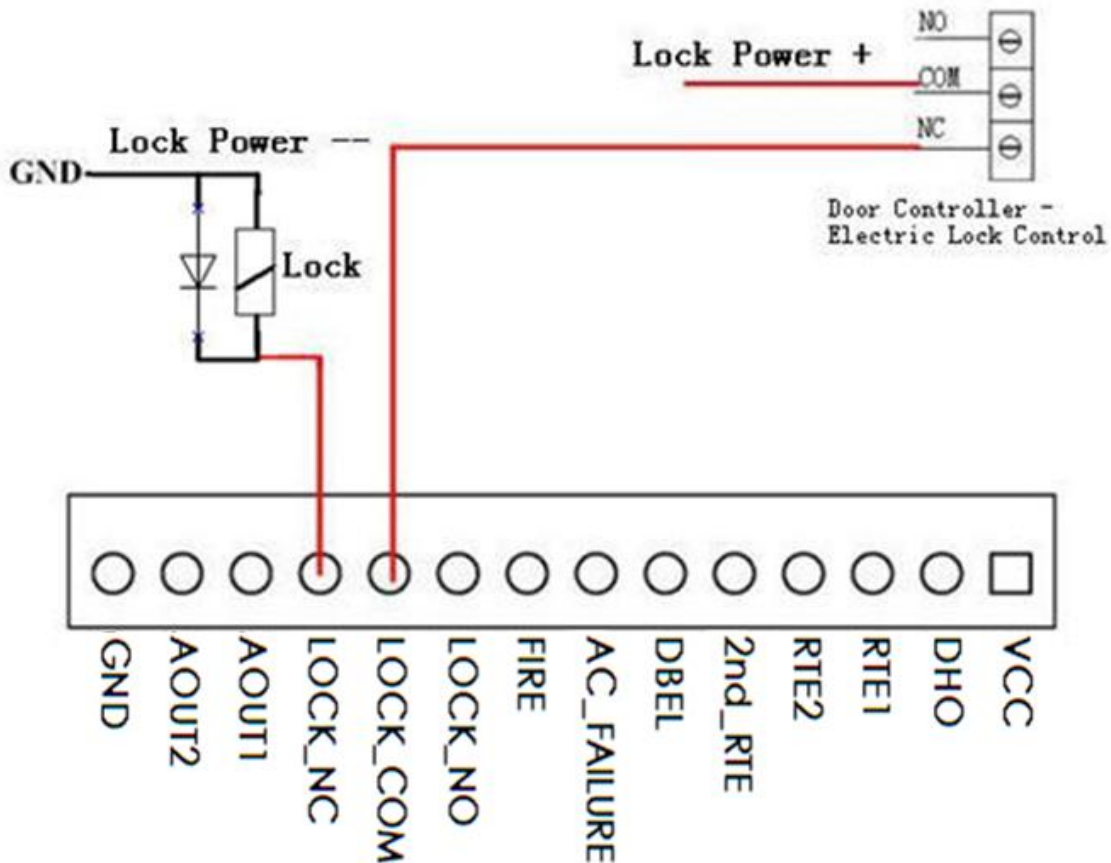 NO
Lock Power +
COM
NC
Lock Power --
GND
Door Controller -
Electric Lock Control
Lock
GND
AOUT2
AOUT1
LOCK_NC
LOCK_COM
LOCK_NO
FIRE
AC_FAILURE
DBEL
2nd_RTE
RTE2
RTE1
DHO
VCC